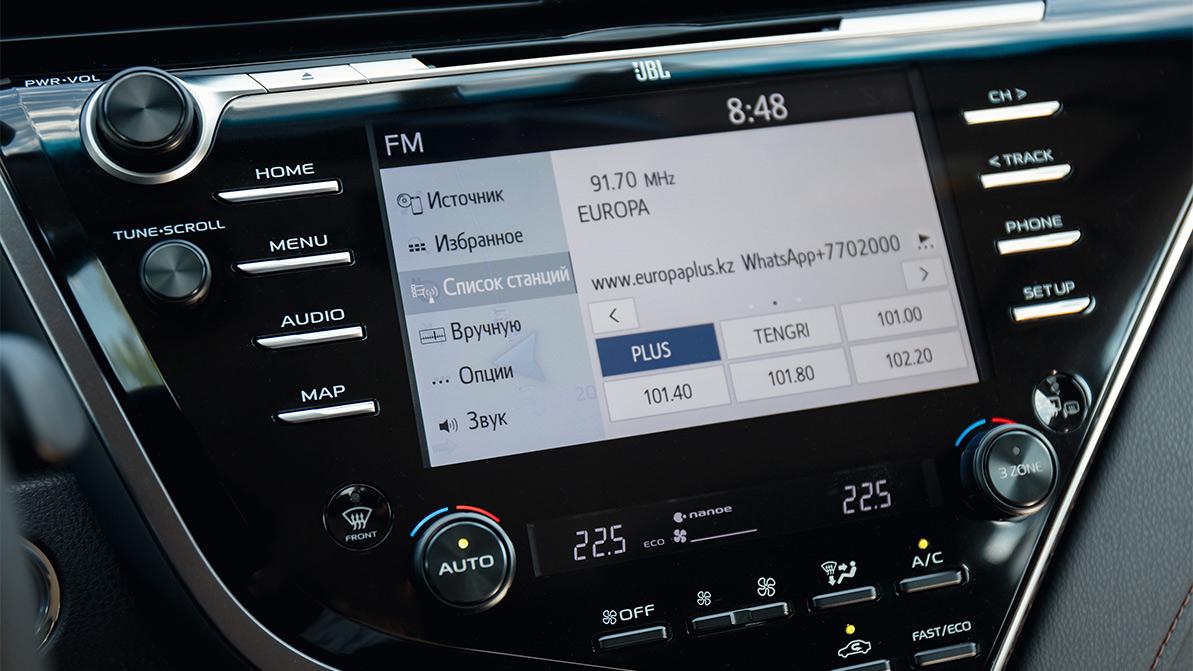 PWR·VOL
JBL
FM
8:48
CH >
HOME
TUNE·SCROLL
MENU
AUDIO
MAP
Источник
Избранное
Список станций
Вручную
Опции
Звук
91.70 MHz
EUROPA
www.europaplus.kz WhatsApp+7702000
PLUS
TENGRI
101.00
101.40
101.80
102.20
< TRACK
PHONE
SETUP
FRONT
AUTO
22.5
ECO
nanoe
22.5
3 ZONE
OFF
A/C
FAST/ECO